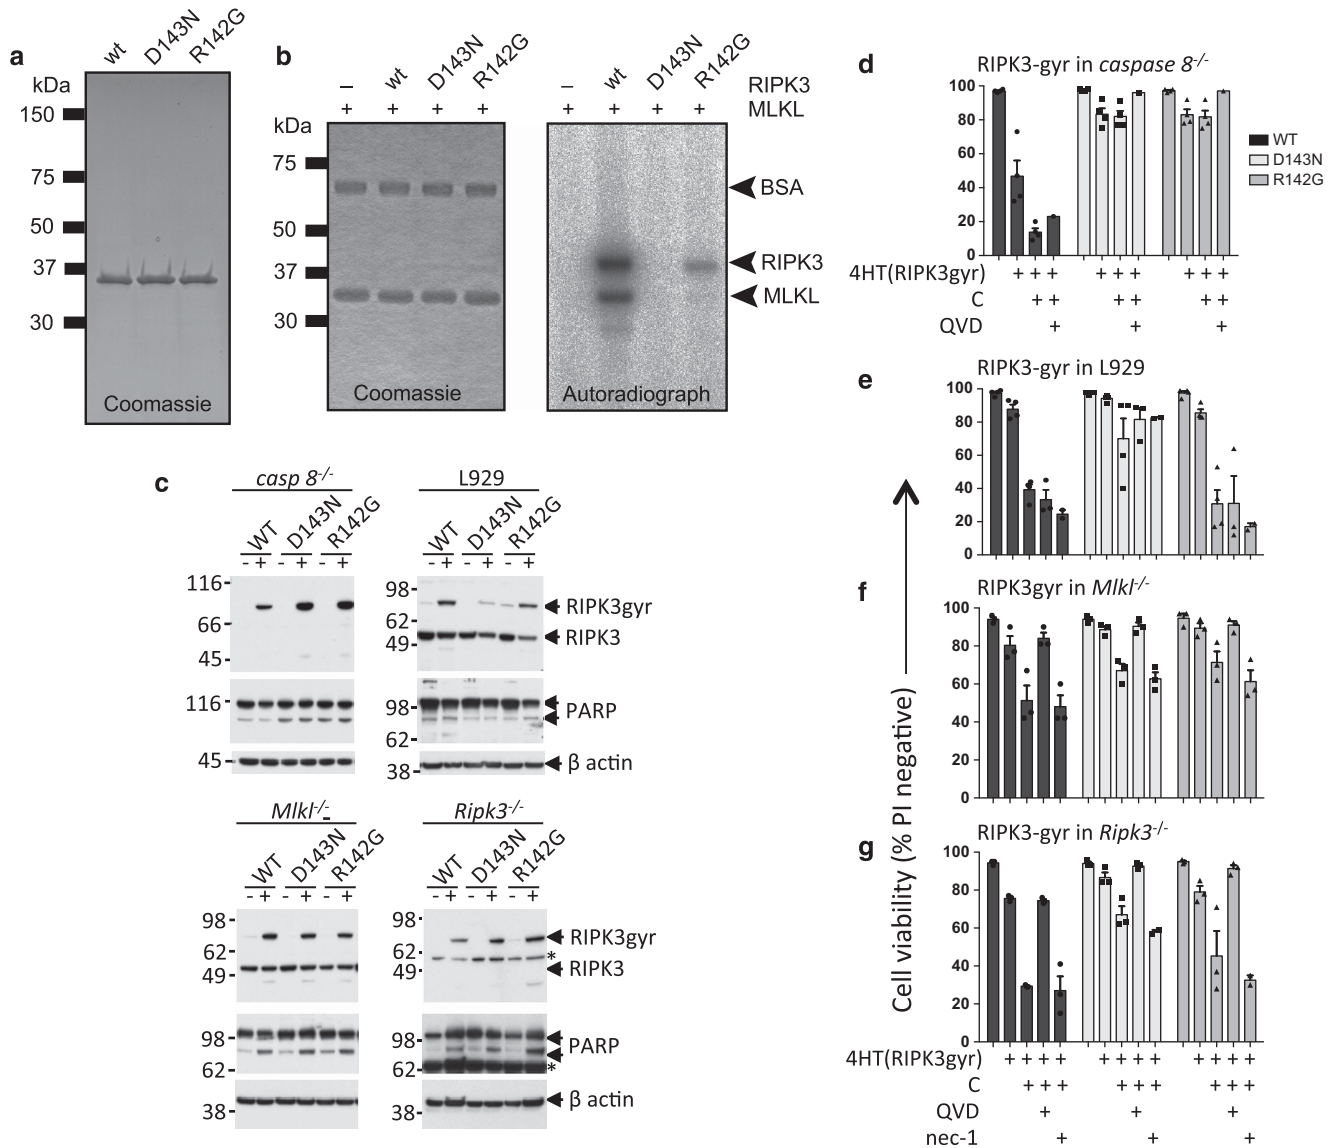 a
wt D143N R142G
kDa
150
75
50
37
30
Coomassie
b
– wt D143N R142G
+ + + +
kDa
75
50
37
30
Coomassie
– wt D143N R142G RIPK3
+ + + + MLKL
BSA
RIPK3
MLKL
Autoradiograph
c
casp 8-/-
WT D143N R142G
- + - + - +
116
66
45
116
45
L929
WT D143N R142G
- + - + - +
98
62
49
98
62
38
RIPK3gyr
RIPK3
PARP
β actin
Mlkl-/-
WT D143N R142G
- + - + - +
98
62
49
98
62
38
Ripk3-/-
WT D143N R142G
- + - + - +
98
62
49
98
62
38
RIPK3gyr
*
RIPK3
PARP
*
β actin
Cell viability (% PI negative)
d
RIPK3-gyr in caspase 8-/-
100
80
60
40
20
0
WT
D143N
R142G
4HT(RIPK3gyr) + + + + + + + + +
C + + + + + +
QVD + + +
e
RIPK3-gyr in L929
100
80
60
40
20
0
f
RIPK3gyr in Mlkl-/-
100
80
60
40
20
0
g
RIPK3-gyr in Ripk3-/-
100
80
60
40
20
0
4HT(RIPK3gyr) + + + + + + + + + + + +
C + + + + + + + + +
QVD + + +
nec-1 + + +